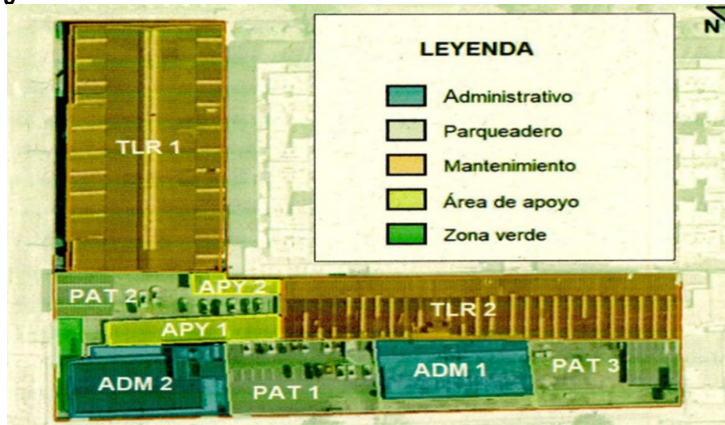 N
LEYENDA
Administrativo
Parqueadero
Mantenimiento
Área de apoyo
Zona verde
TLR 1
PAT 2
APY 2
TLR 2
APY 1
ADM 2
PAT 1
ADM 1
PAT 3